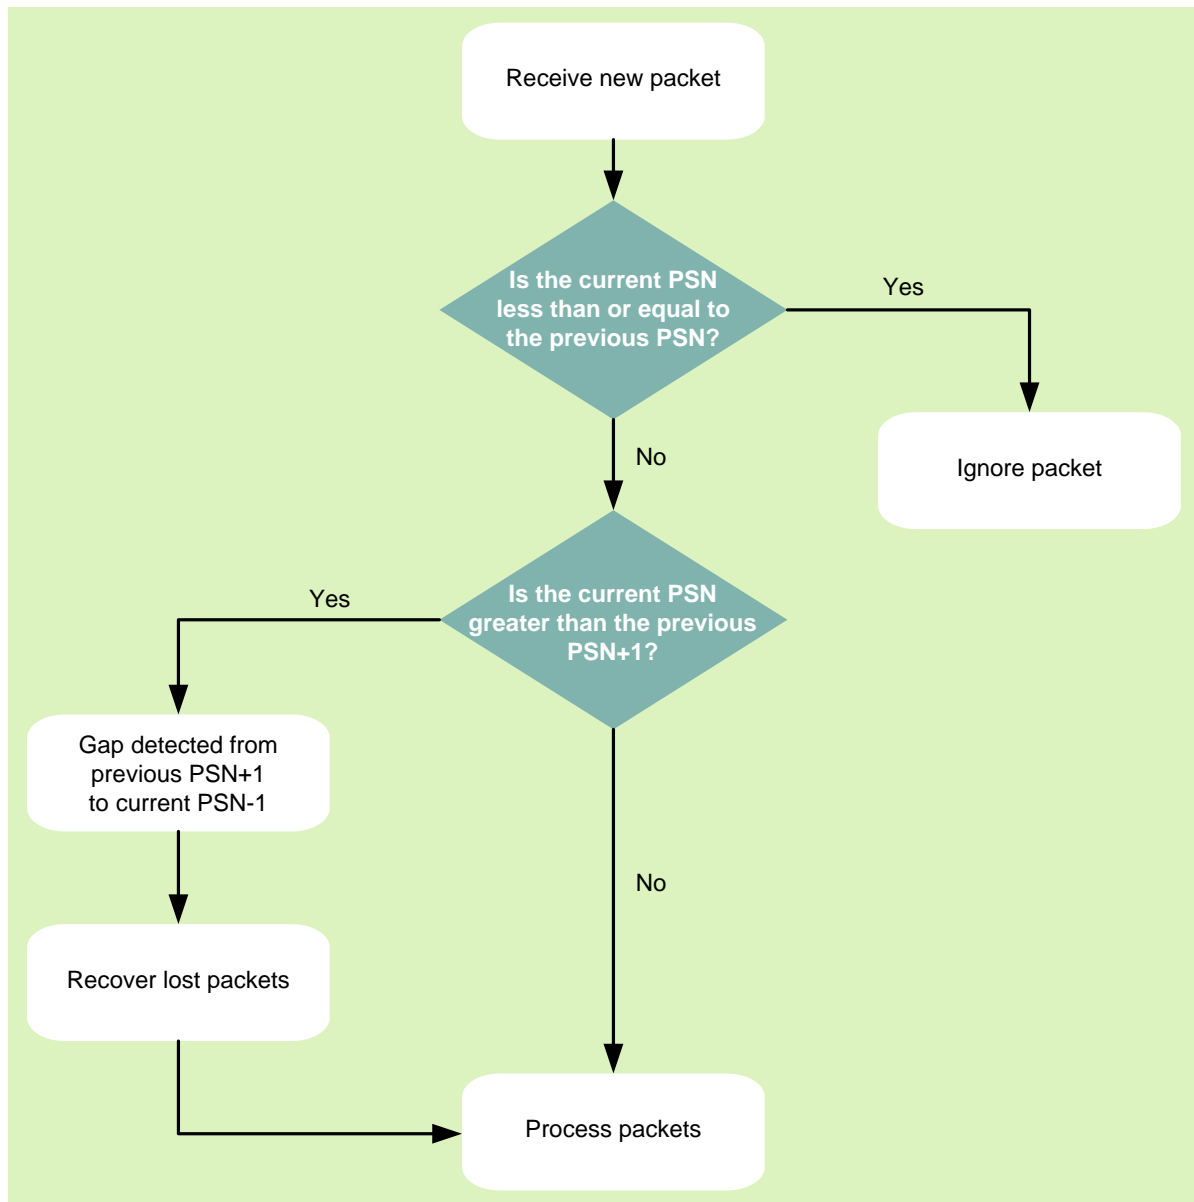 Receive new packet
Is the current PSN
less than or equal to
the previous PSN?
Yes
No
Ignore packet
Is the current PSN
greater than the previous
PSN+1?
Yes
Gap detected from
previous PSN+1
to current PSN-1
No
Recover lost packets
Process packets